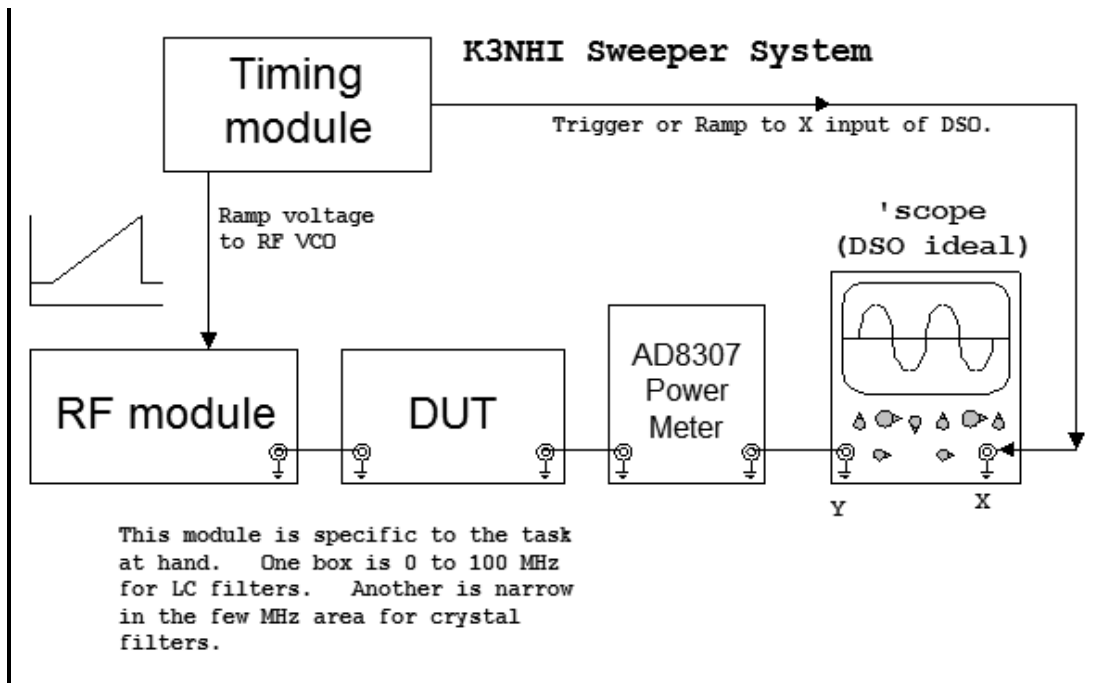 K3NHI Sweeper System
Timing
module
Trigger or Ramp to X input of DSO.
Ramp voltage
to RF VCO
'scope
(DSO ideal)
RF module
DUT
AD8307
Power
Meter
Y
X
This module is specific to the task
at hand.   One box is 0 to 100 MHz
for LC filters.   Another is narrow
in the few MHz area for crystal
filters.